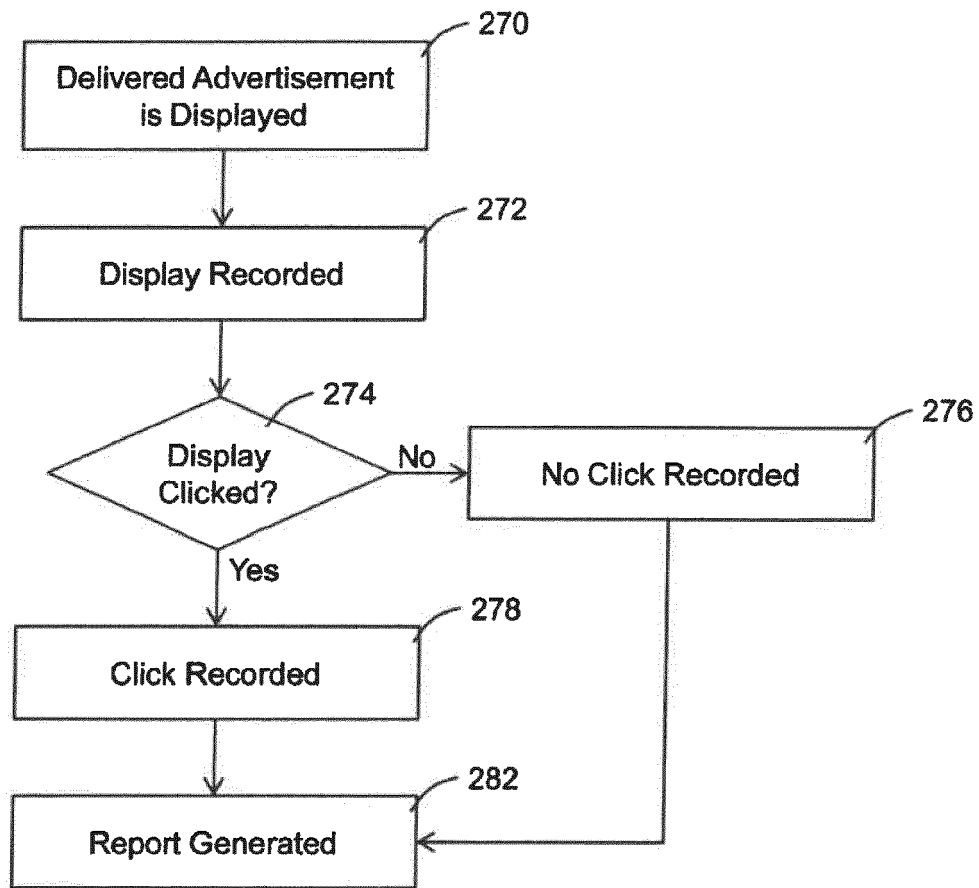 270
Delivered Advertisement
is Displayed
272
Display Recorded
274
Display
Clicked?
No
276
No Click Recorded
Yes
278
Click Recorded
282
Report Generated